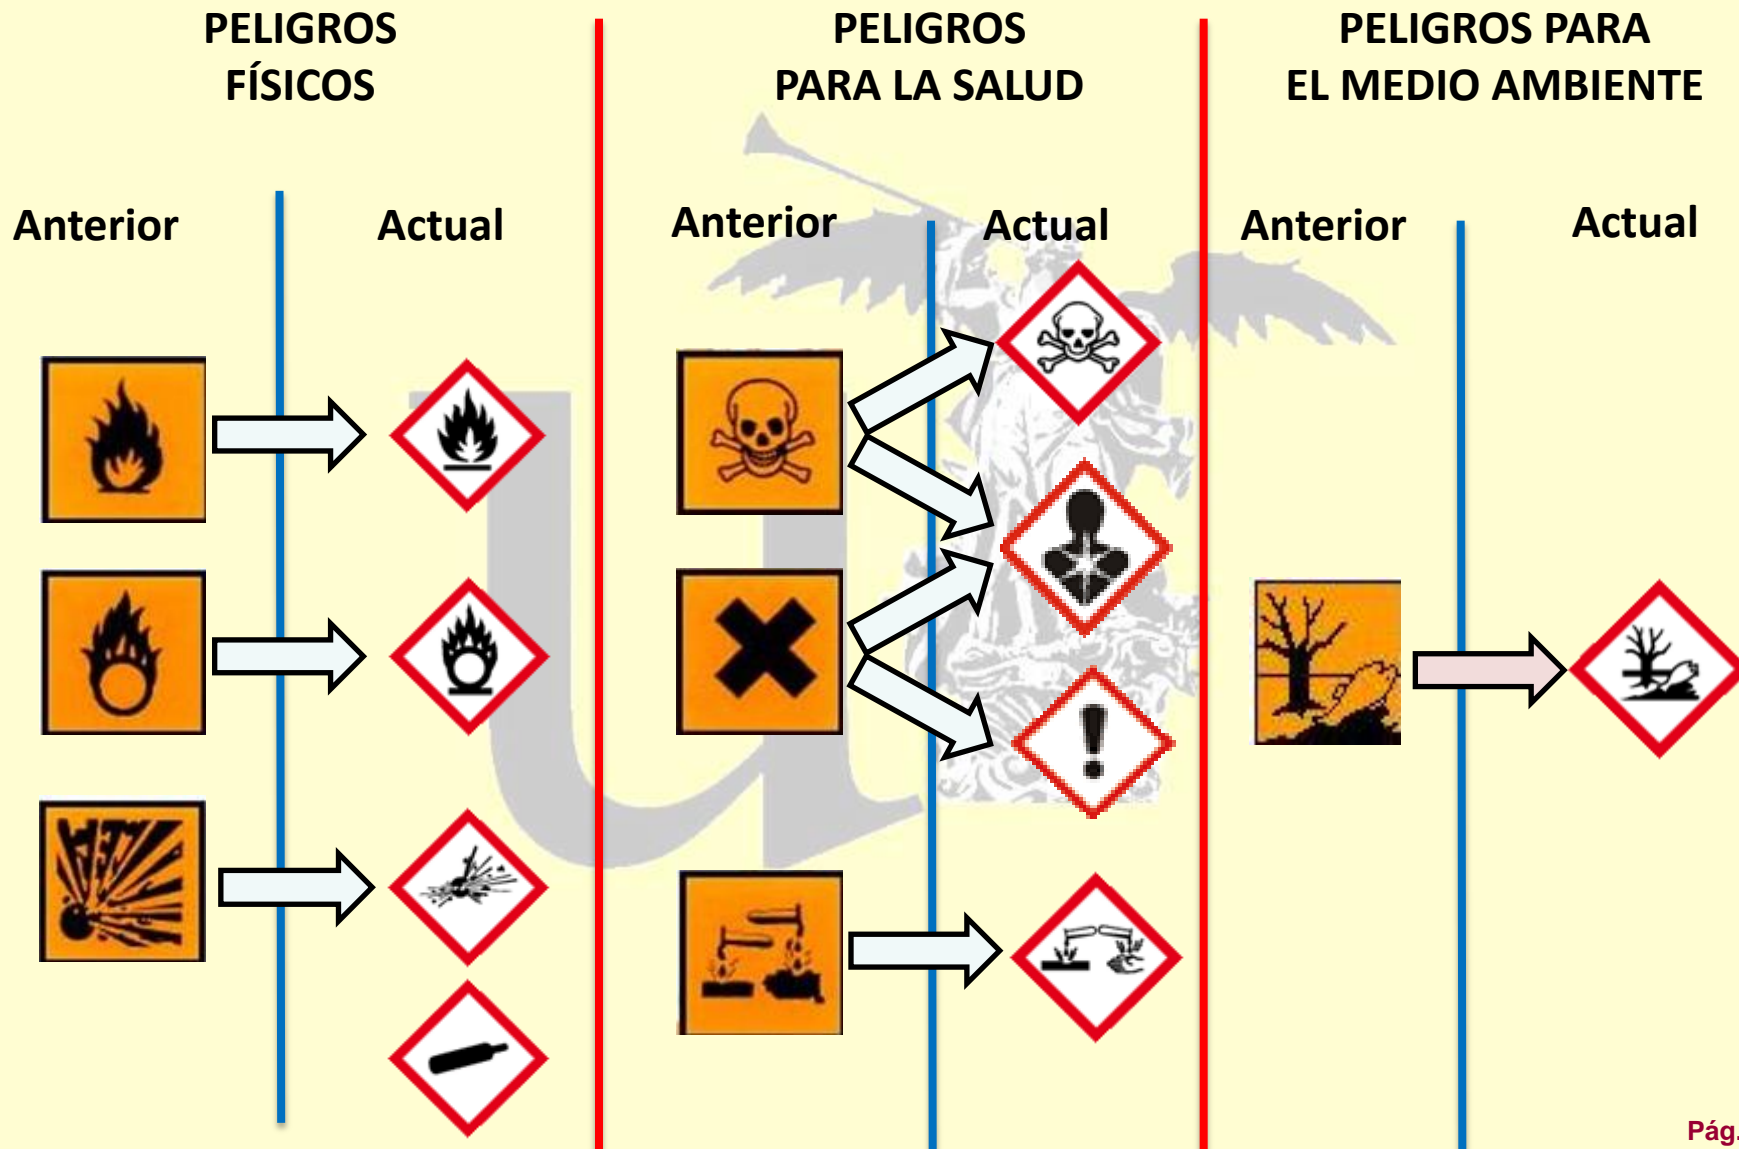 PELIGROS
FÍSICOS
PELIGROS
PARA LA SALUD
PELIGROS PARA
EL MEDIO AMBIENTE
Anterior
Actual
Anterior
Actual
Anterior
Actual
Pág.